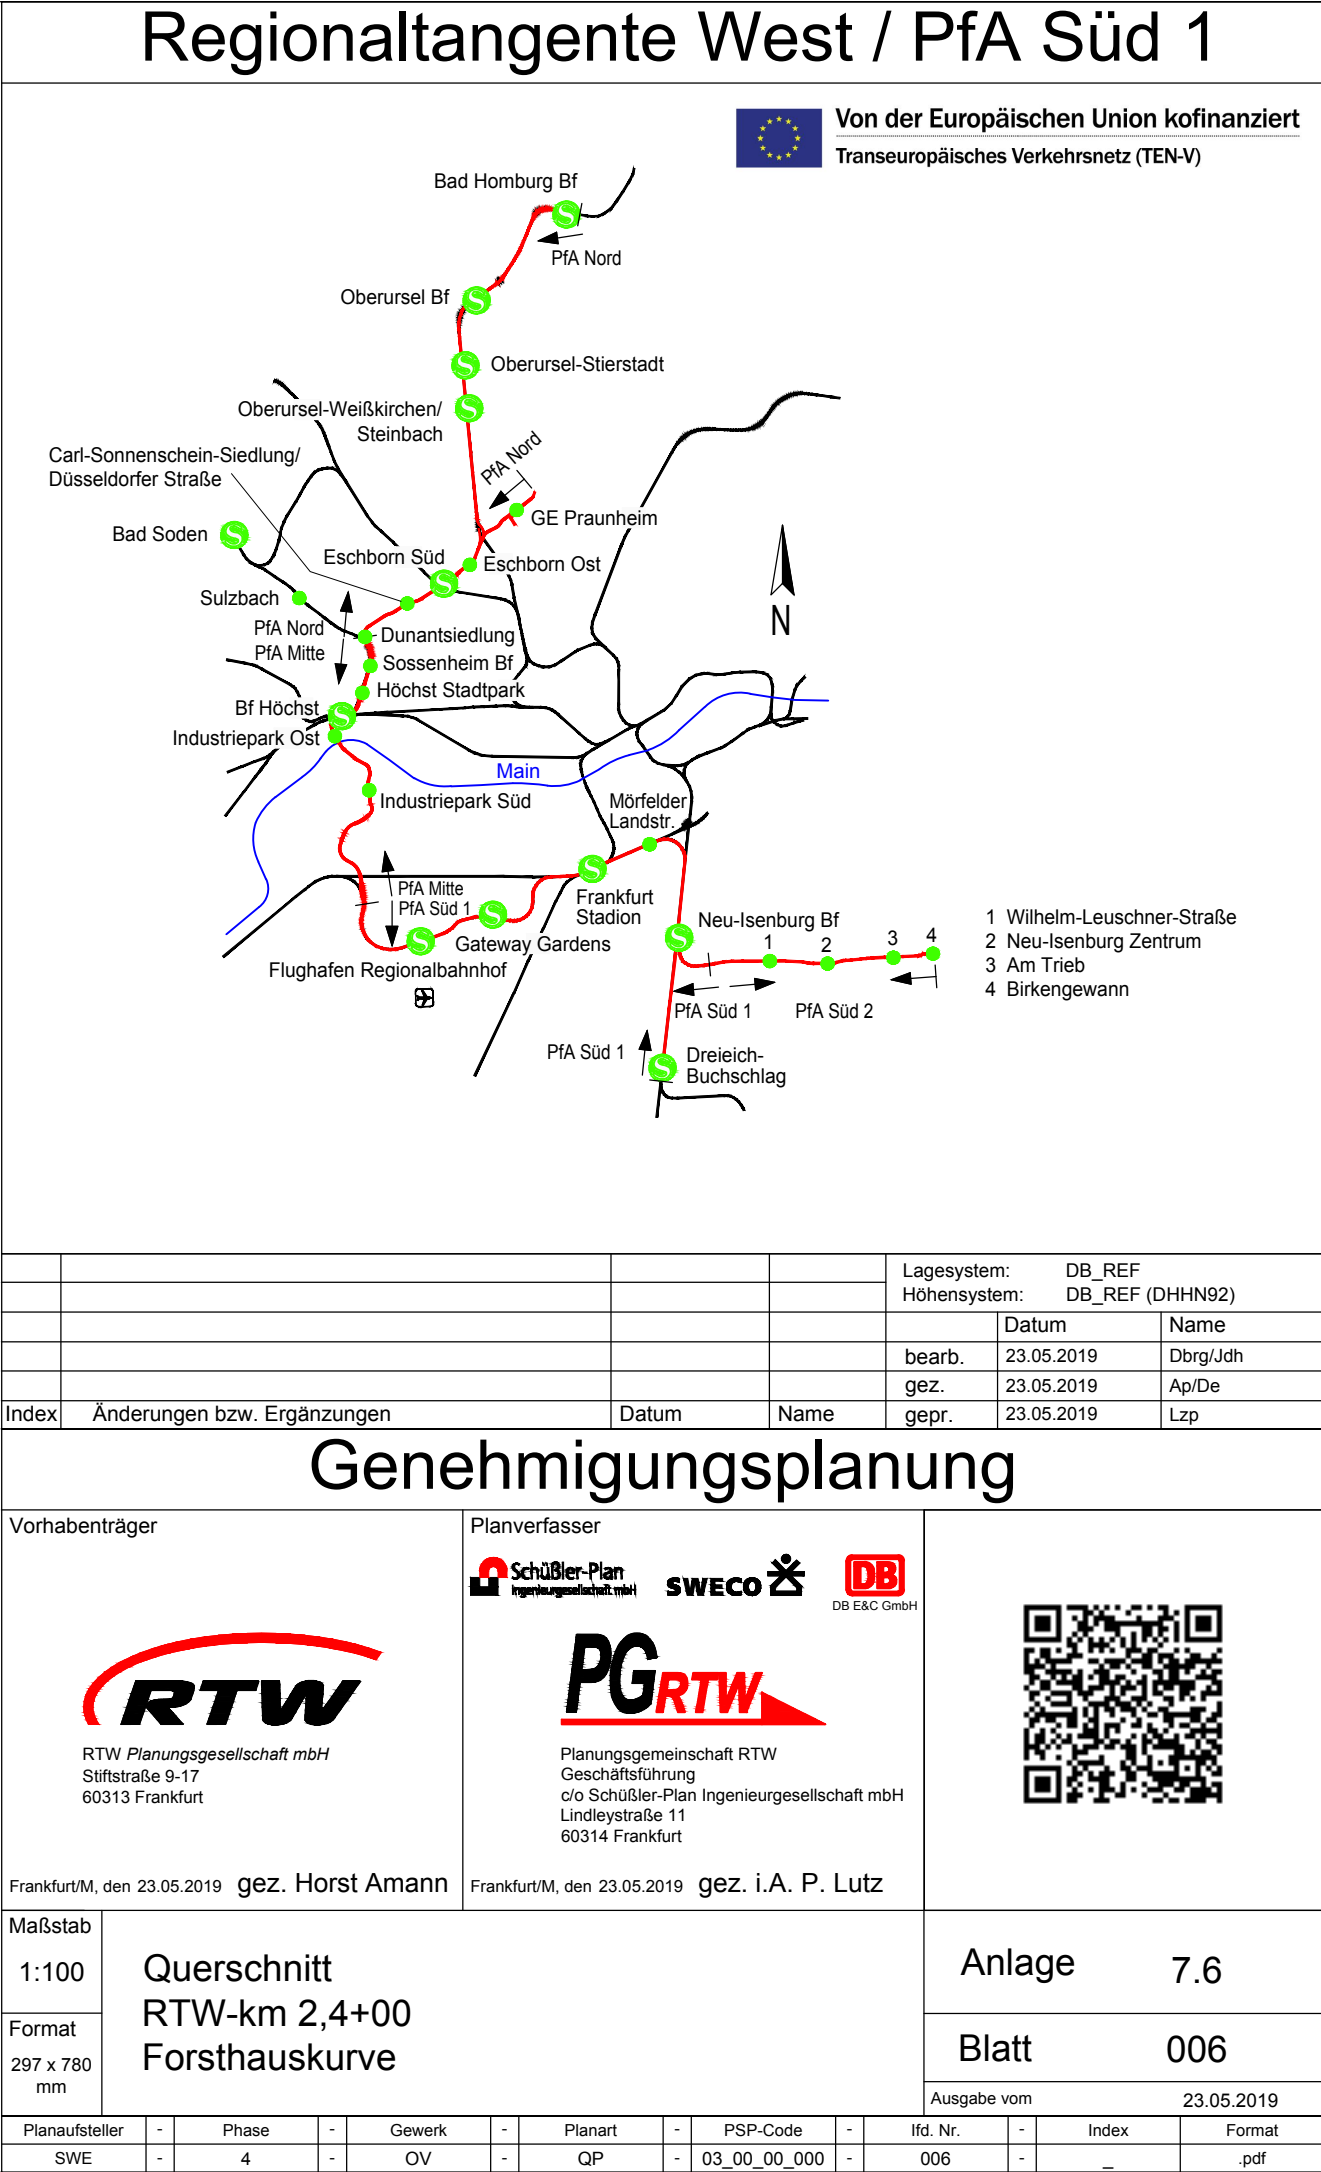 Regionaltangente West / PfA Süd 1
Von der Europäischen Union kofinanziert
Transeuropäisches Verkehrsnetz (TEN-V)
Bad Homburg Bf
PfA Nord
Oberursel Bf
Oberursel-Stierstadt
Oberursel-Weißkirchen/
Steinbach
Carl-Sonnenschein-Siedlung/
Düsseldorfer Straße
PfA Nord
GE Praunheim
Bad Soden
Eschborn Süd
Eschborn Ost
Sulzbach
PfA Nord
PfA Mitte
Dunantsiedlung
Sossenheim Bf
Höchst Stadtpark
Bf Höchst
Industriepark Ost
N
Main
Industriepark Süd
Mörfelder
Landstr.
PfA Mitte
PfA Süd 1
Frankfurt
Stadion
Gateway Gardens
Flughafen Regionalbahnhof
Neu-Isenburg Bf
1 2 3 4
PfA Süd 1
PfA Süd 2
PfA Süd 1
Dreieich-
Buchschlag
1 Wilhelm-Leuschner-Straße
2 Neu-Isenburg Zentrum
3 Am Trieb
4 Birkengewann
Lagesystem: DB_REF
Höhensystem: DB_REF (DHHN92)
Datum Name
bearb. 23.05.2019 Dbrg/Jdh
gez. 23.05.2019 Ap/De
Index Änderungen bzw. Ergänzungen Datum Name gepr. 23.05.2019 Lzp
Genehmigungsplanung
Vorhabenträger
RTW
RTW Planungsgesellschaft mbH
Stiftstraße 9-17
60313 Frankfurt
Frankfurt/M, den 23.05.2019 gez. Horst Amann
Planverfasser
Schüßler-Plan
Ingenieurgesellschaft mbH
SWECO
DB
DB E&C GmbH
PGRTW
Planungsgemeinschaft RTW
Geschäftsführung
c/o Schüßler-Plan Ingenieurgesellschaft mbH
Lindleystraße 11
60314 Frankfurt
Frankfurt/M, den 23.05.2019 gez. i.A. P. Lutz
Maßstab
1:100
Format
297 x 780
mm
Querschnitt
RTW-km 2,4+00
Forsthauskurve
Anlage 7.6
Blatt 006
Ausgabe vom 23.05.2019
Planaufsteller - Phase - Gewerk - Planart - PSP-Code - lfd. Nr. - Index Format
SWE - 4 - OV - QP - 03_00_00_000 - 006 - _ .pdf